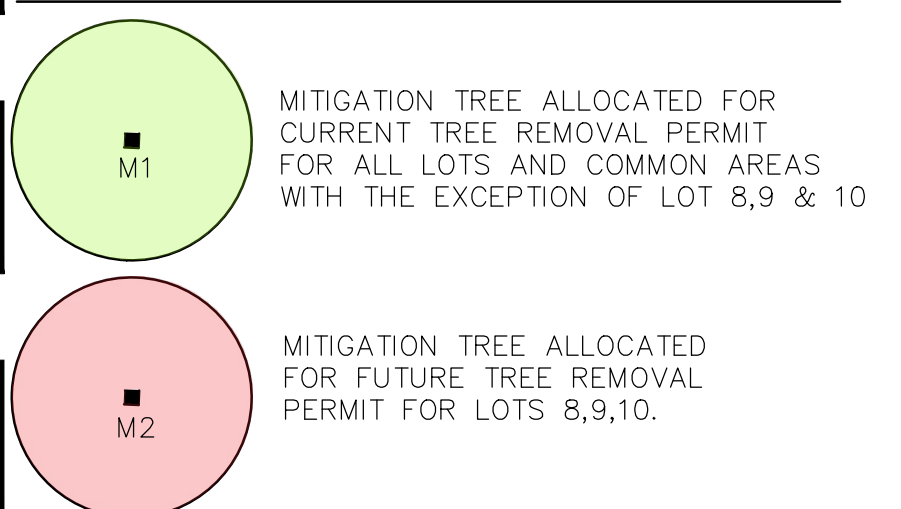 MITIGATION TREE ALLOCATED FOR
CURRENT TREE REMOVAL PERMIT
FOR ALL LOTS AND COMMON AREAS
WITH THE EXCEPTION OF LOT 8,9 & 10
M1
MITIGATION TREE ALLOCATED
FOR FUTURE TREE REMOVAL
PERMIT FOR LOTS 8,9,10.
M2